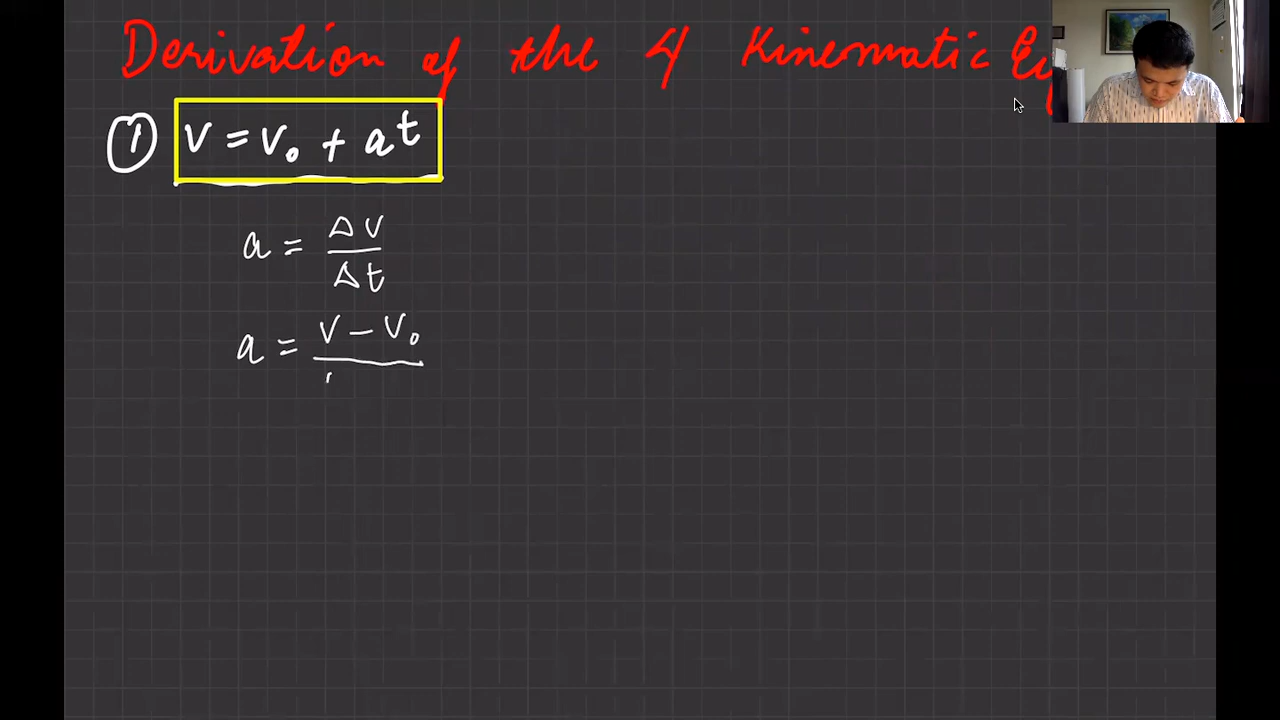 Derivation of the 4 Kinematic
① v = v₀ + at
a = Δv / Δt
a = v - v₀